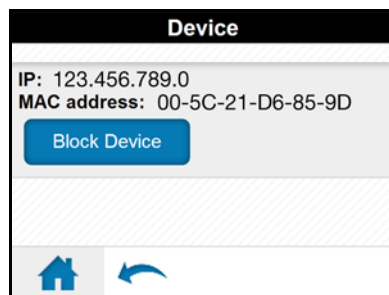 Device
IP: 123.456.789.0
MAC address: 00-5C-21-D6-85-9D
Block Device